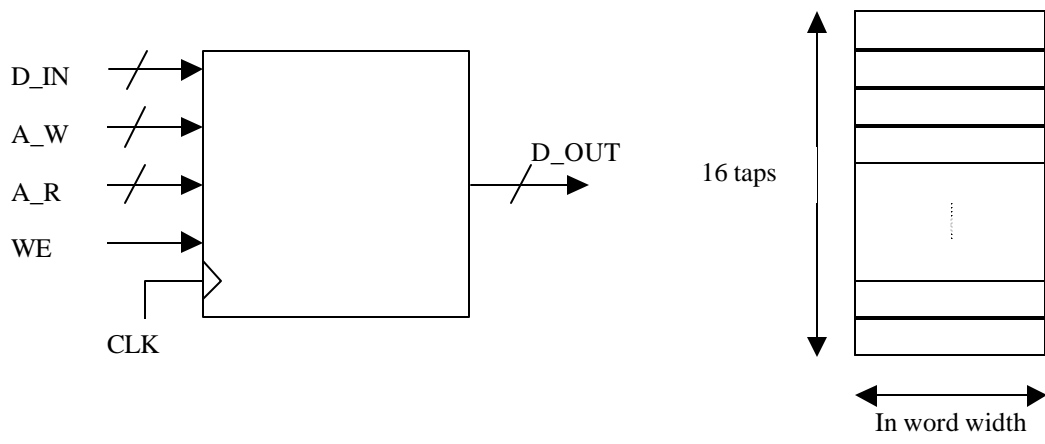 D_IN
A_W
A_R
WE
CLK
D_OUT
16 taps
In word width